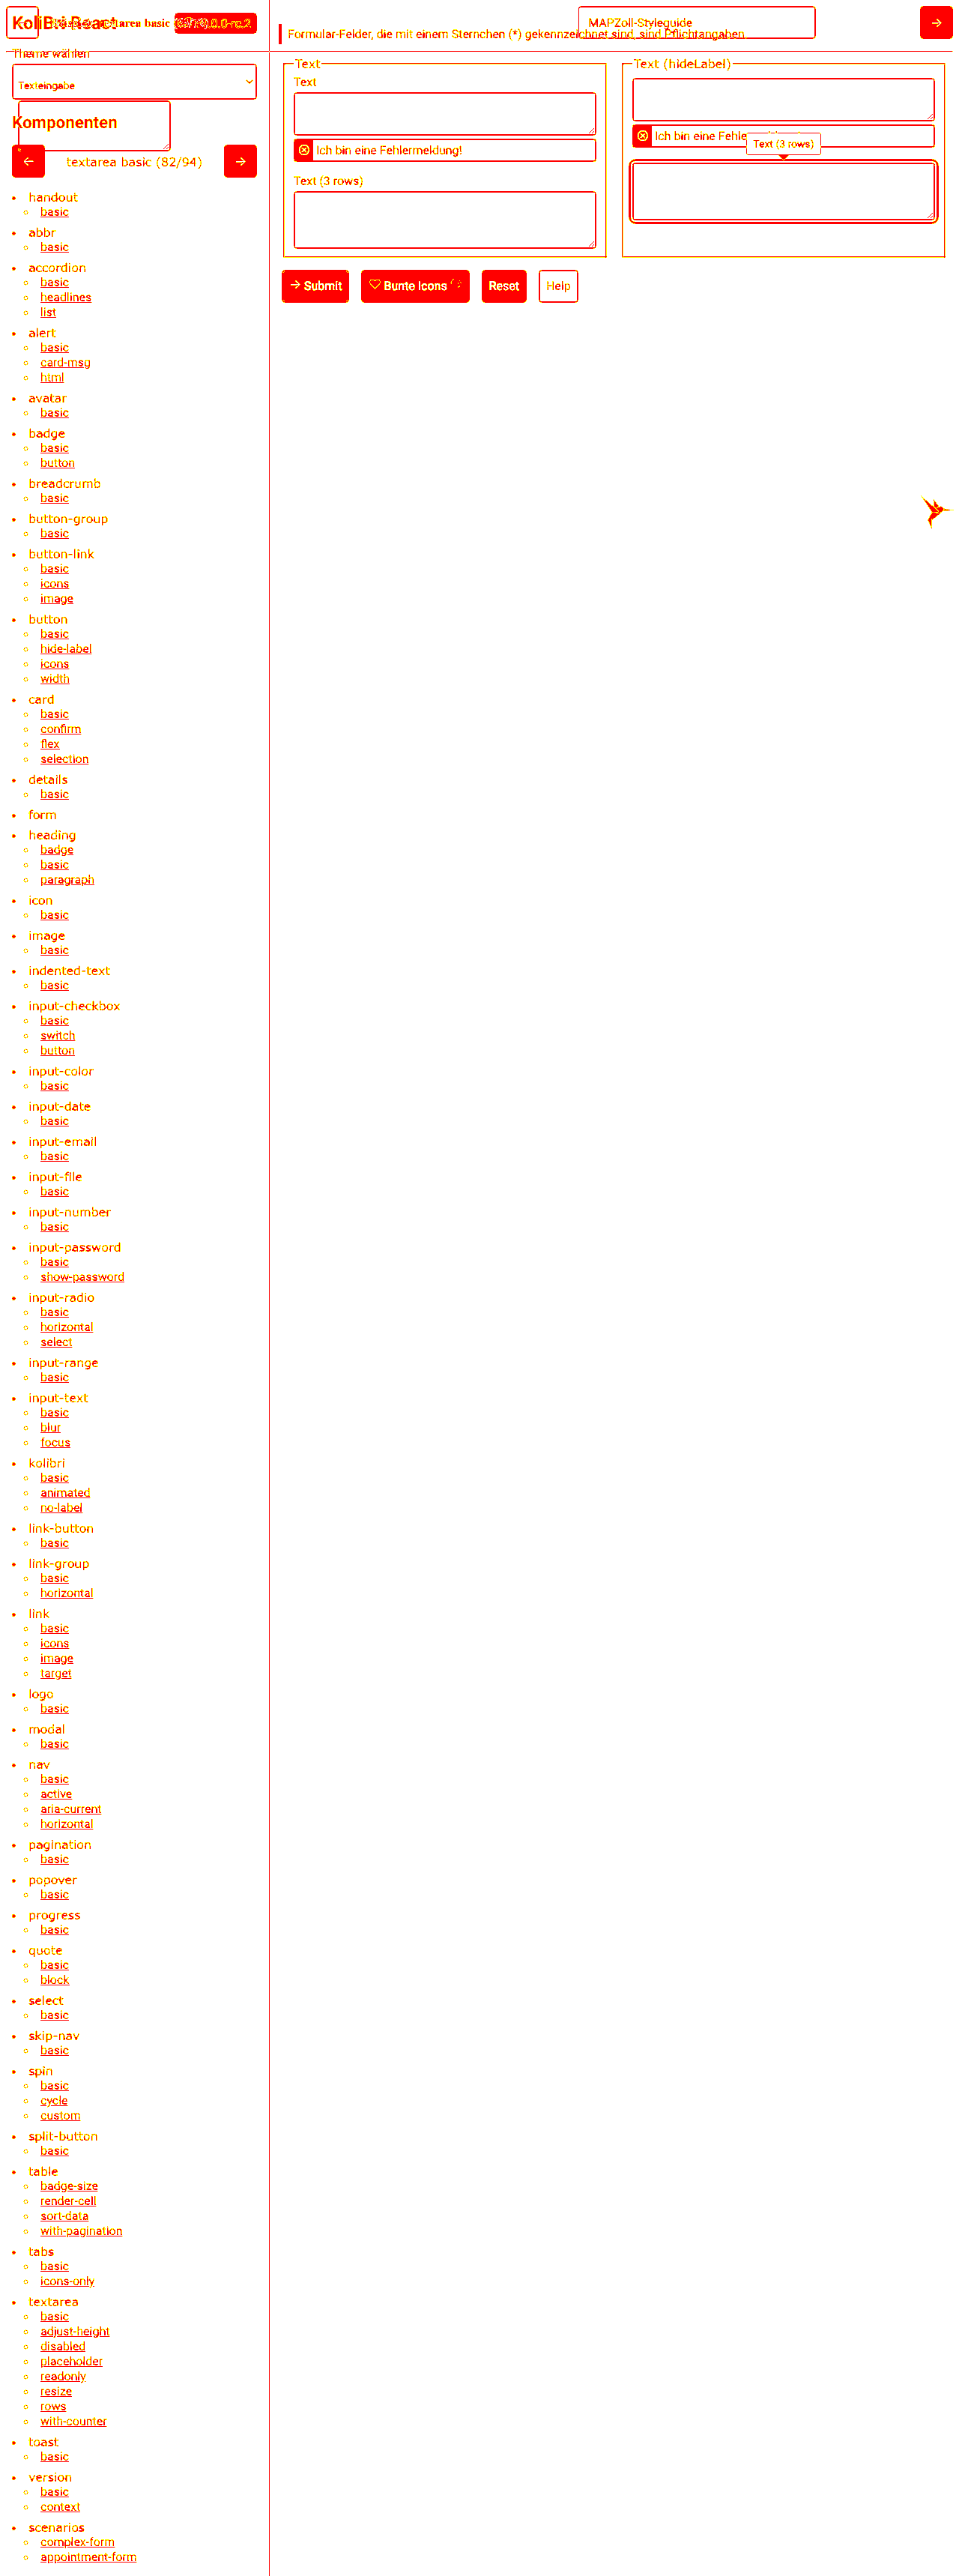 KoliBri React
textarea basic
MAPZoll-Styleguide
Formular-Felder, die mit einem Sternchen (*) gekennzeichnet sind, sind Pflichtangaben.
Theme wählen
Texteingabe
Komponenten
textarea basic (82/94)
Text
Text
Ich bin eine Fehlermeldung!
Text (3 rows)
Text (hideLabel)
Ich bin eine
Text (3 rows)
Submit
Bunte Icons
Reset
Help
handout
basic
abbr
basic
accordion
basic
headlines
list
alert
basic
card-msg
html
avatar
basic
badge
basic
button
breadcrumb
basic
button-group
basic
button-link
basic
icons
image
button
basic
hide-label
icons
width
card
basic
confirm
flex
selection
details
basic
form
heading
badge
basic
paragraph
icon
basic
image
basic
indented-text
basic
input-checkbox
basic
switch
button
input-color
basic
input-date
basic
input-email
basic
input-file
basic
input-number
basic
input-password
basic
show-password
input-radio
basic
horizontal
select
input-range
basic
input-text
basic
blur
focus
kolibri
basic
animated
no-label
link-button
basic
link-group
basic
horizontal
link
basic
icons
image
target
logo
basic
modal
basic
nav
basic
active
aria-current
horizontal
pagination
basic
popover
basic
progress
basic
quote
basic
block
select
basic
skip-nav
basic
spin
basic
cycle
custom
split-button
basic
table
badge-size
render-cell
sort-data
with-pagination
tabs
basic
icons-only
textarea
basic
adjust-height
disabled
placeholder
readonly
resize
rows
with-counter
toast
basic
version
basic
context
scenarios
complex-form
appointment-form